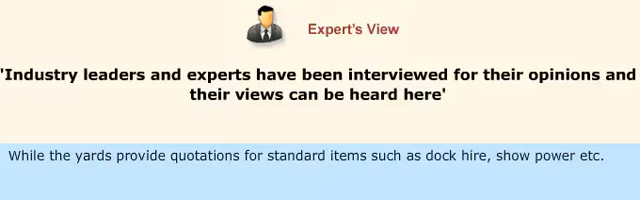 Expert's View
'Industry leaders and experts have been interviewed for their opinions and
their views can be heard here'
While the yards provide quotations for standard items such as dock hire, show power etc.